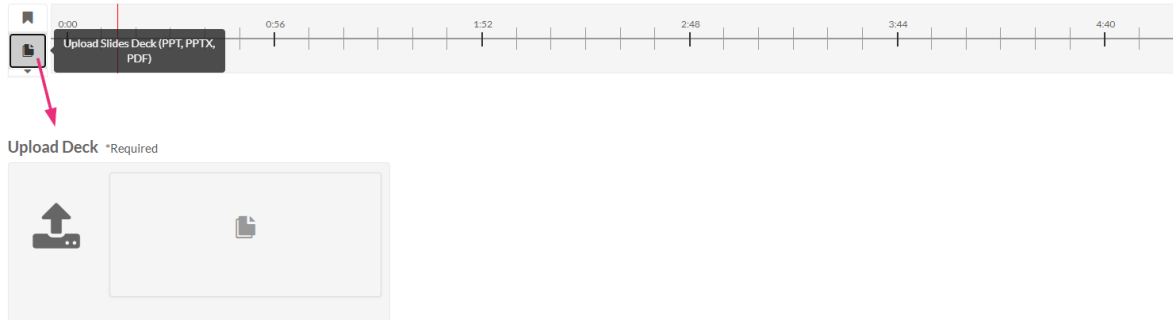 0:00 0:56 1:52 2:48 3:44 4:40
Upload Slides Deck (PPT, PPTX,
PDF)
Upload Deck *Required